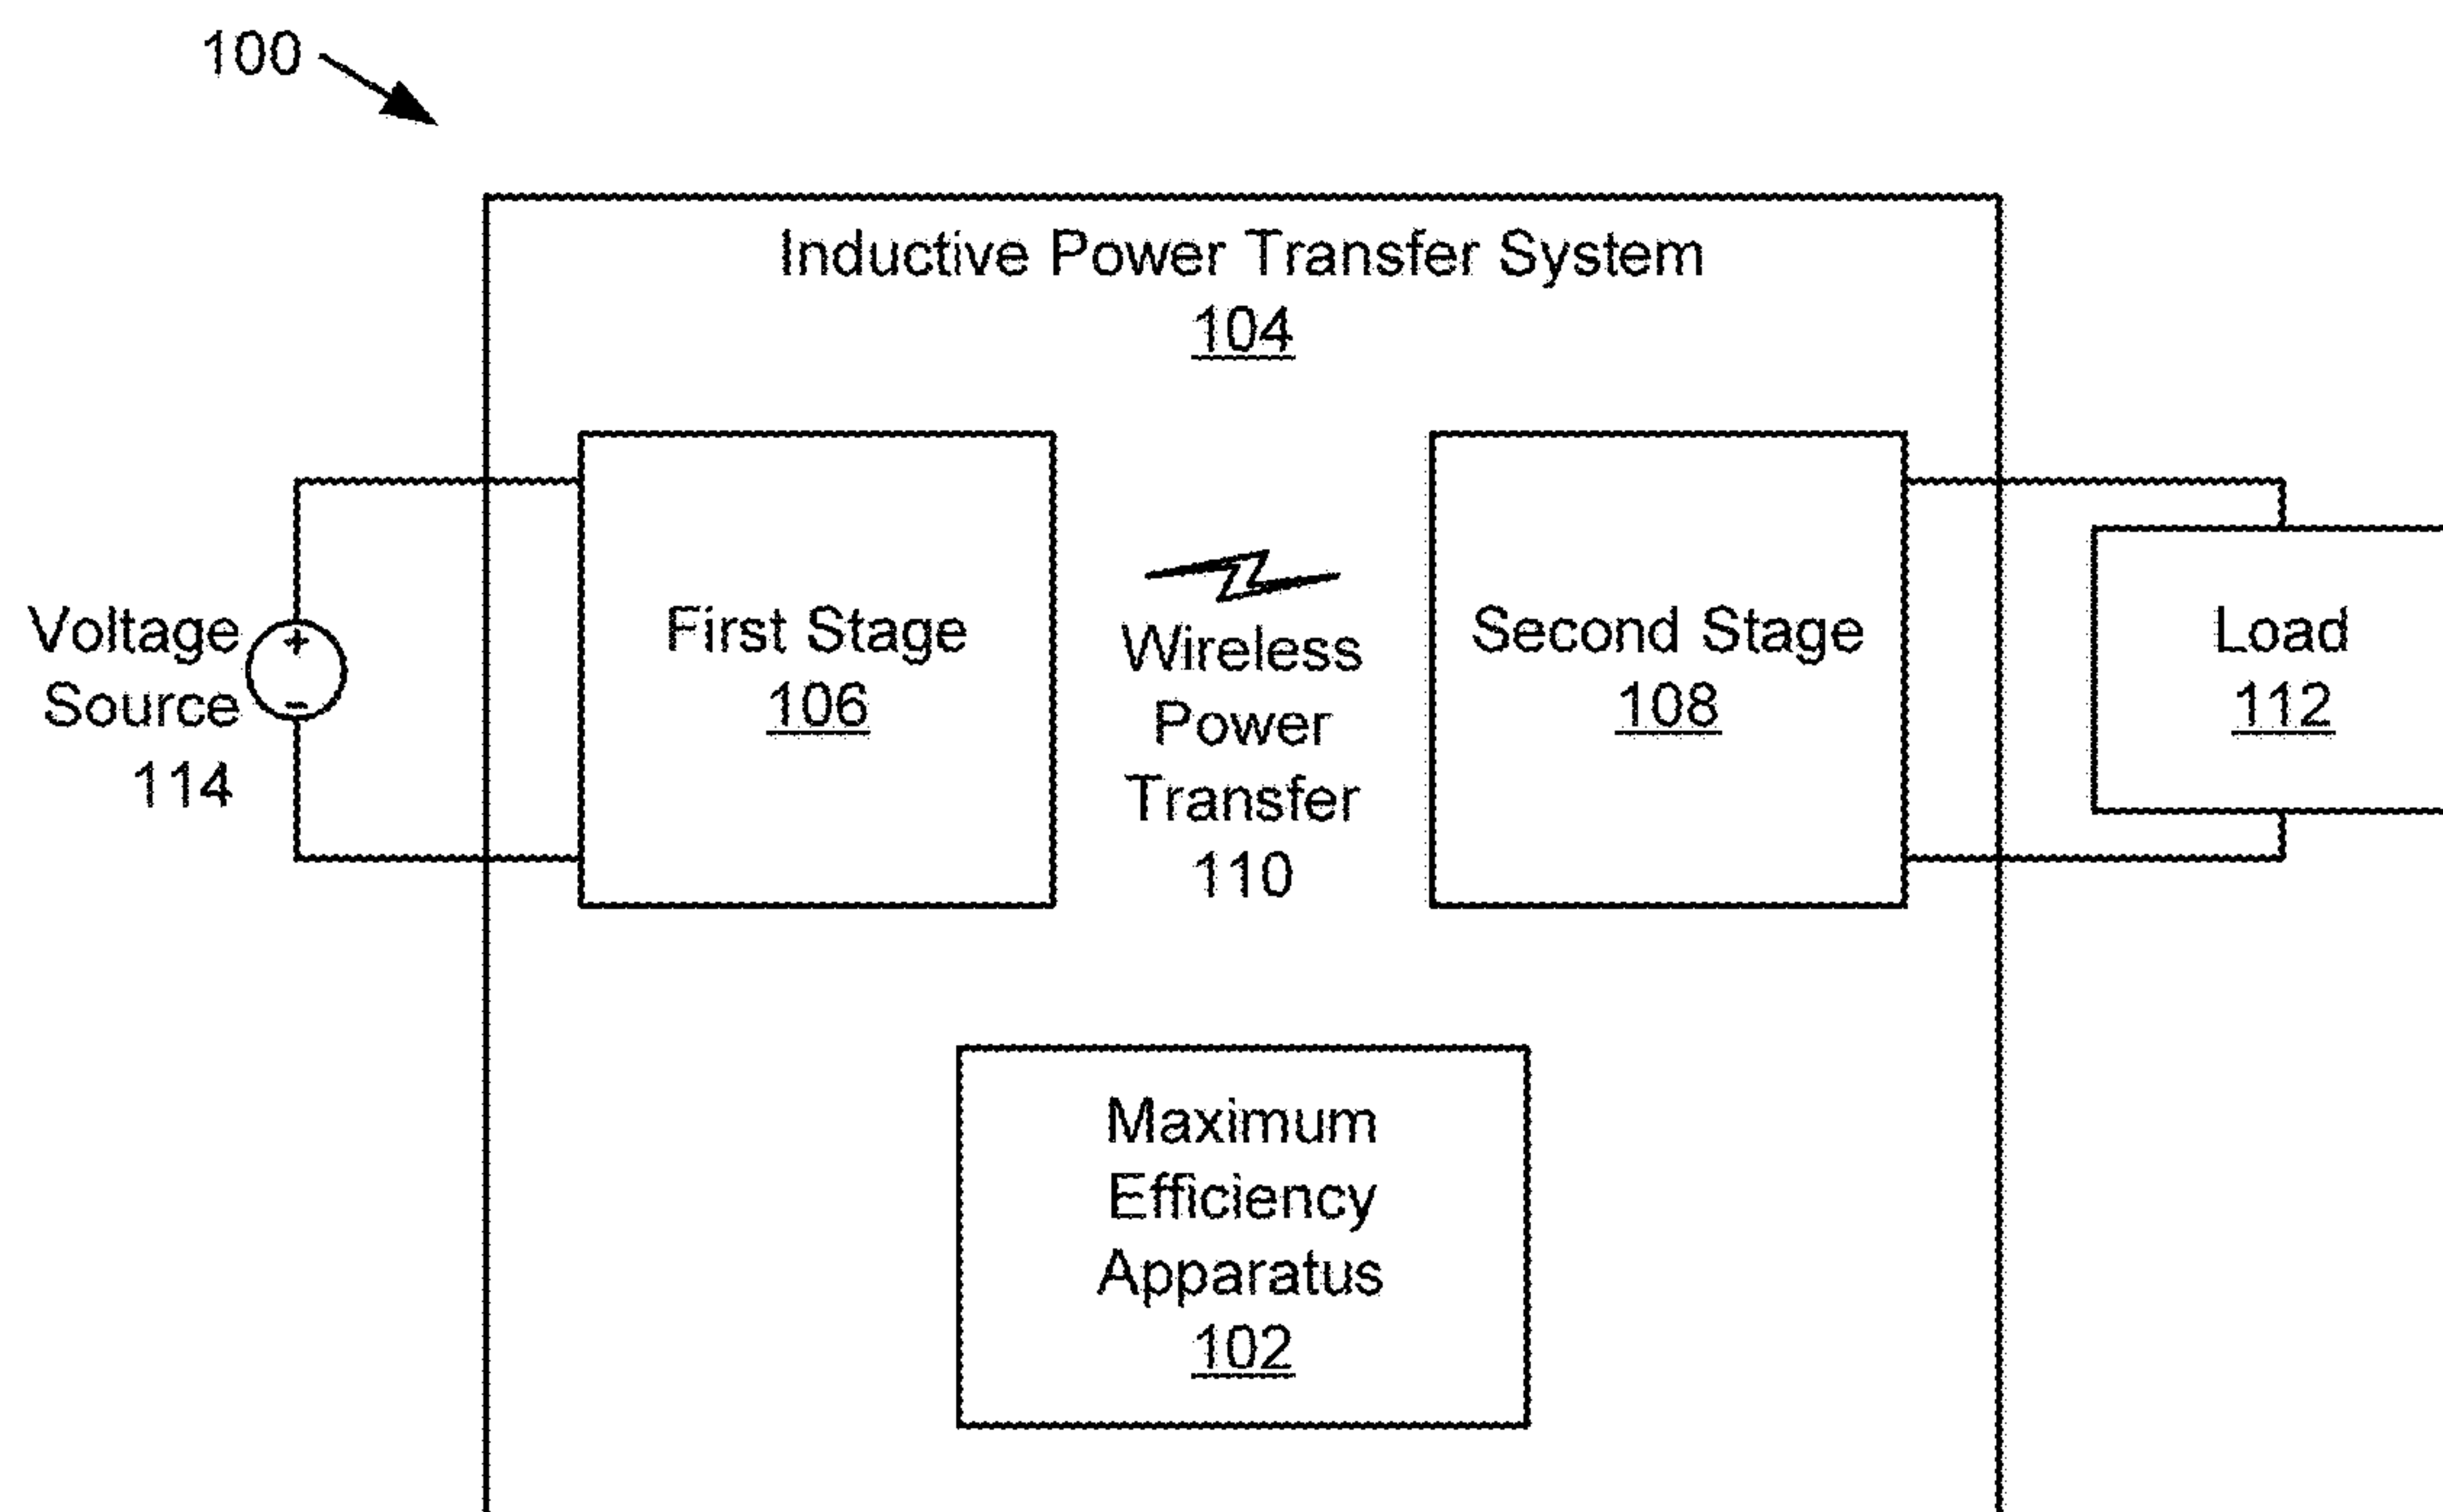 100
Inductive Power Transfer System
104
Voltage
Source
114
+
-
First Stage
106
Wireless
Power
Transfer
110
Second Stage
108
Load
112
Maximum
Efficiency
Apparatus
102